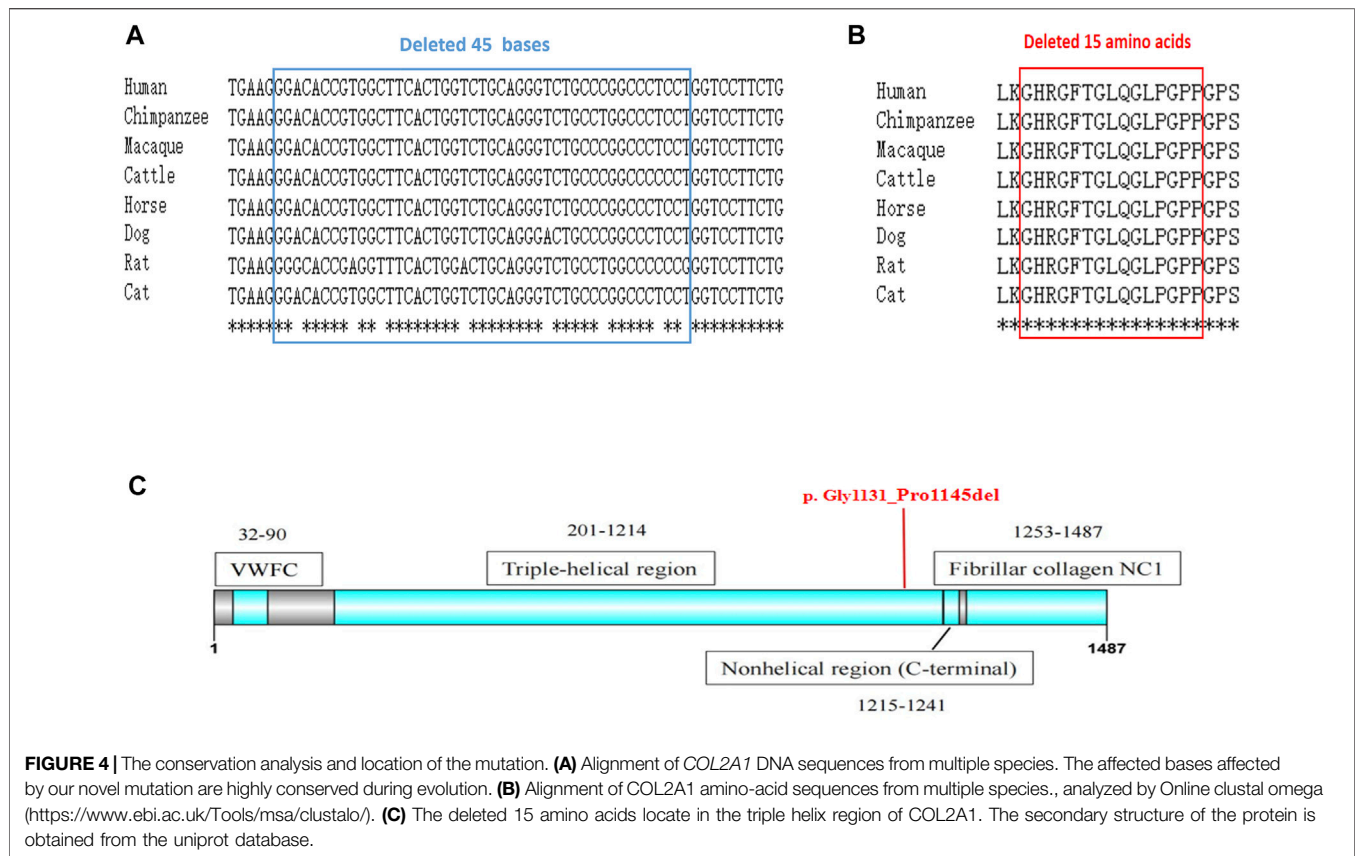 A
Deleted 45 bases
Human TGAAGGGACACCGTGGCTTCACTGGTCTGCAGGGTCTGCCCGGCCCTCCTGGTCCTTCTG
Chimpanzee TGAAGGGACACCGTGGCTTCACTGGTCTGCAGGGTCTGCCTGGCCCTCCTGGTCCTTCTG
Macaque TGAAGGGACACCGTGGCTTCACTGGTCTGCAGGGTCTGCCCGGCCCTCCTGGTCCTTCTG
Cattle TGAAGGGACACCGTGGCTTCACTGGTCTGCAGGGTCTGCCCGGCCCCCCTGGTCCTTCTG
Horse TGAAGGGACACCGTGGCTTCACTGGTCTGCAGGGTCTGCCCGGCCCTCCTGGTCCTTCTG
Dog TGAAGGGACACCGTGGCTTCACTGGTCTGCAGGGACTGCCCGGCCCTCCTGGTCCTTCTG
Rat TGAAGGGGCACCGAGGTTTCACTGGACTGCAGGGTCTGCCTGGCCCCCCGGGTCCTTCTG
Cat TGAAGGGACACCGTGGCTTCACTGGTCTGCAGGGTCTGCCCGGCCCTCCTGGTCCTTCTG
******* ***** ** ******** ******** ***** ***** ** **********
B
Deleted 15 amino acids
Human LKGHRGFTGLQGLPGPPGPS
Chimpanzee LKGHRGFTGLQGLPGPPGPS
Macaque LKGHRGFTGLQGLPGPPGPS
Cattle LKGHRGFTGLQGLPGPPGPS
Horse LKGHRGFTGLQGLPGPPGPS
Dog LKGHRGFTGLQGLPGPPGPS
Rat LKGHRGFTGLQGLPGPPGPS
Cat LKGHRGFTGLQGLPGPPGPS
********************
C
p. Gly1131_Pro1145del
32-90 201-1214 1253-1487
VWFC Triple-helical region Fibrillar collagen NC1
1 1487
Nonhelical region (C-terminal)
1215-1241
FIGURE 4 | The conservation analysis and location of the mutation. (A) Alignment of COL2A1 DNA sequences from multiple species. The affected bases affected
by our novel mutation are highly conserved during evolution. (B) Alignment of COL2A1 amino-acid sequences from multiple species., analyzed by Online clustal omega
(https://www.ebi.ac.uk/Tools/msa/clustalo/). (C) The deleted 15 amino acids locate in the triple helix region of COL2A1. The secondary structure of the protein is
obtained from the uniprot database.